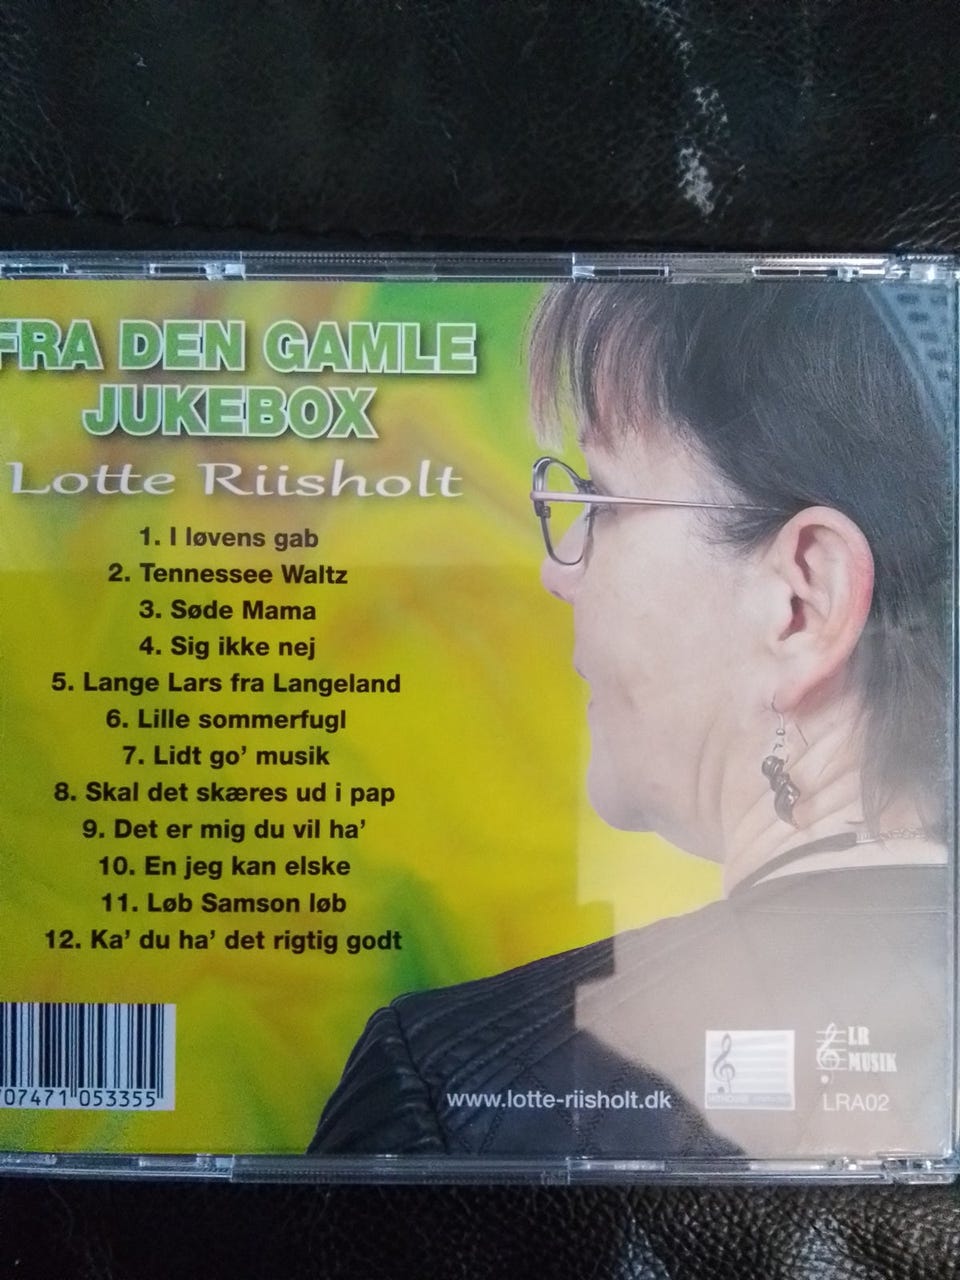 FRA DEN GAMLE
JUKEBOX
Lotte Riisholt
1. I løvens gab
2. Tennessee Waltz
3. Søde Mama
4. Sig ikke nej
5. Lange Lars fra Langeland
6. Lille sommerfugl
7. Lidt go’ musik
8. Skal det skæres ud i pap
9. Det er mig du vil ha’
10. En jeg kan elske
11. Løb Samson løb
12. Ka’ du ha’ det rigtig godt
07471 053355
www.lotte-riisholt.dk
LR
MUSIK
LRA02